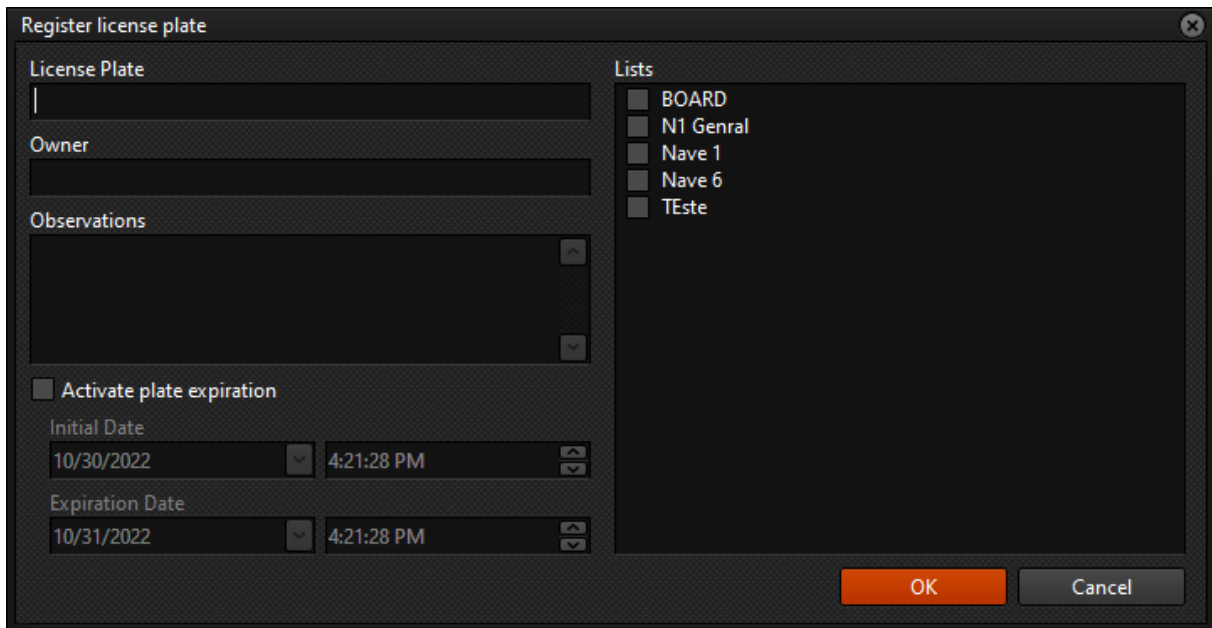 Register license plate
License Plate
Owner
Observations
Activate plate expiration
Initial Date
10/30/2022 4:21:28 PM
Expiration Date
10/31/2022 4:21:28 PM
Lists
BOARD
N1 Genral
Nave 1
Nave 6
TEste
OK Cancel